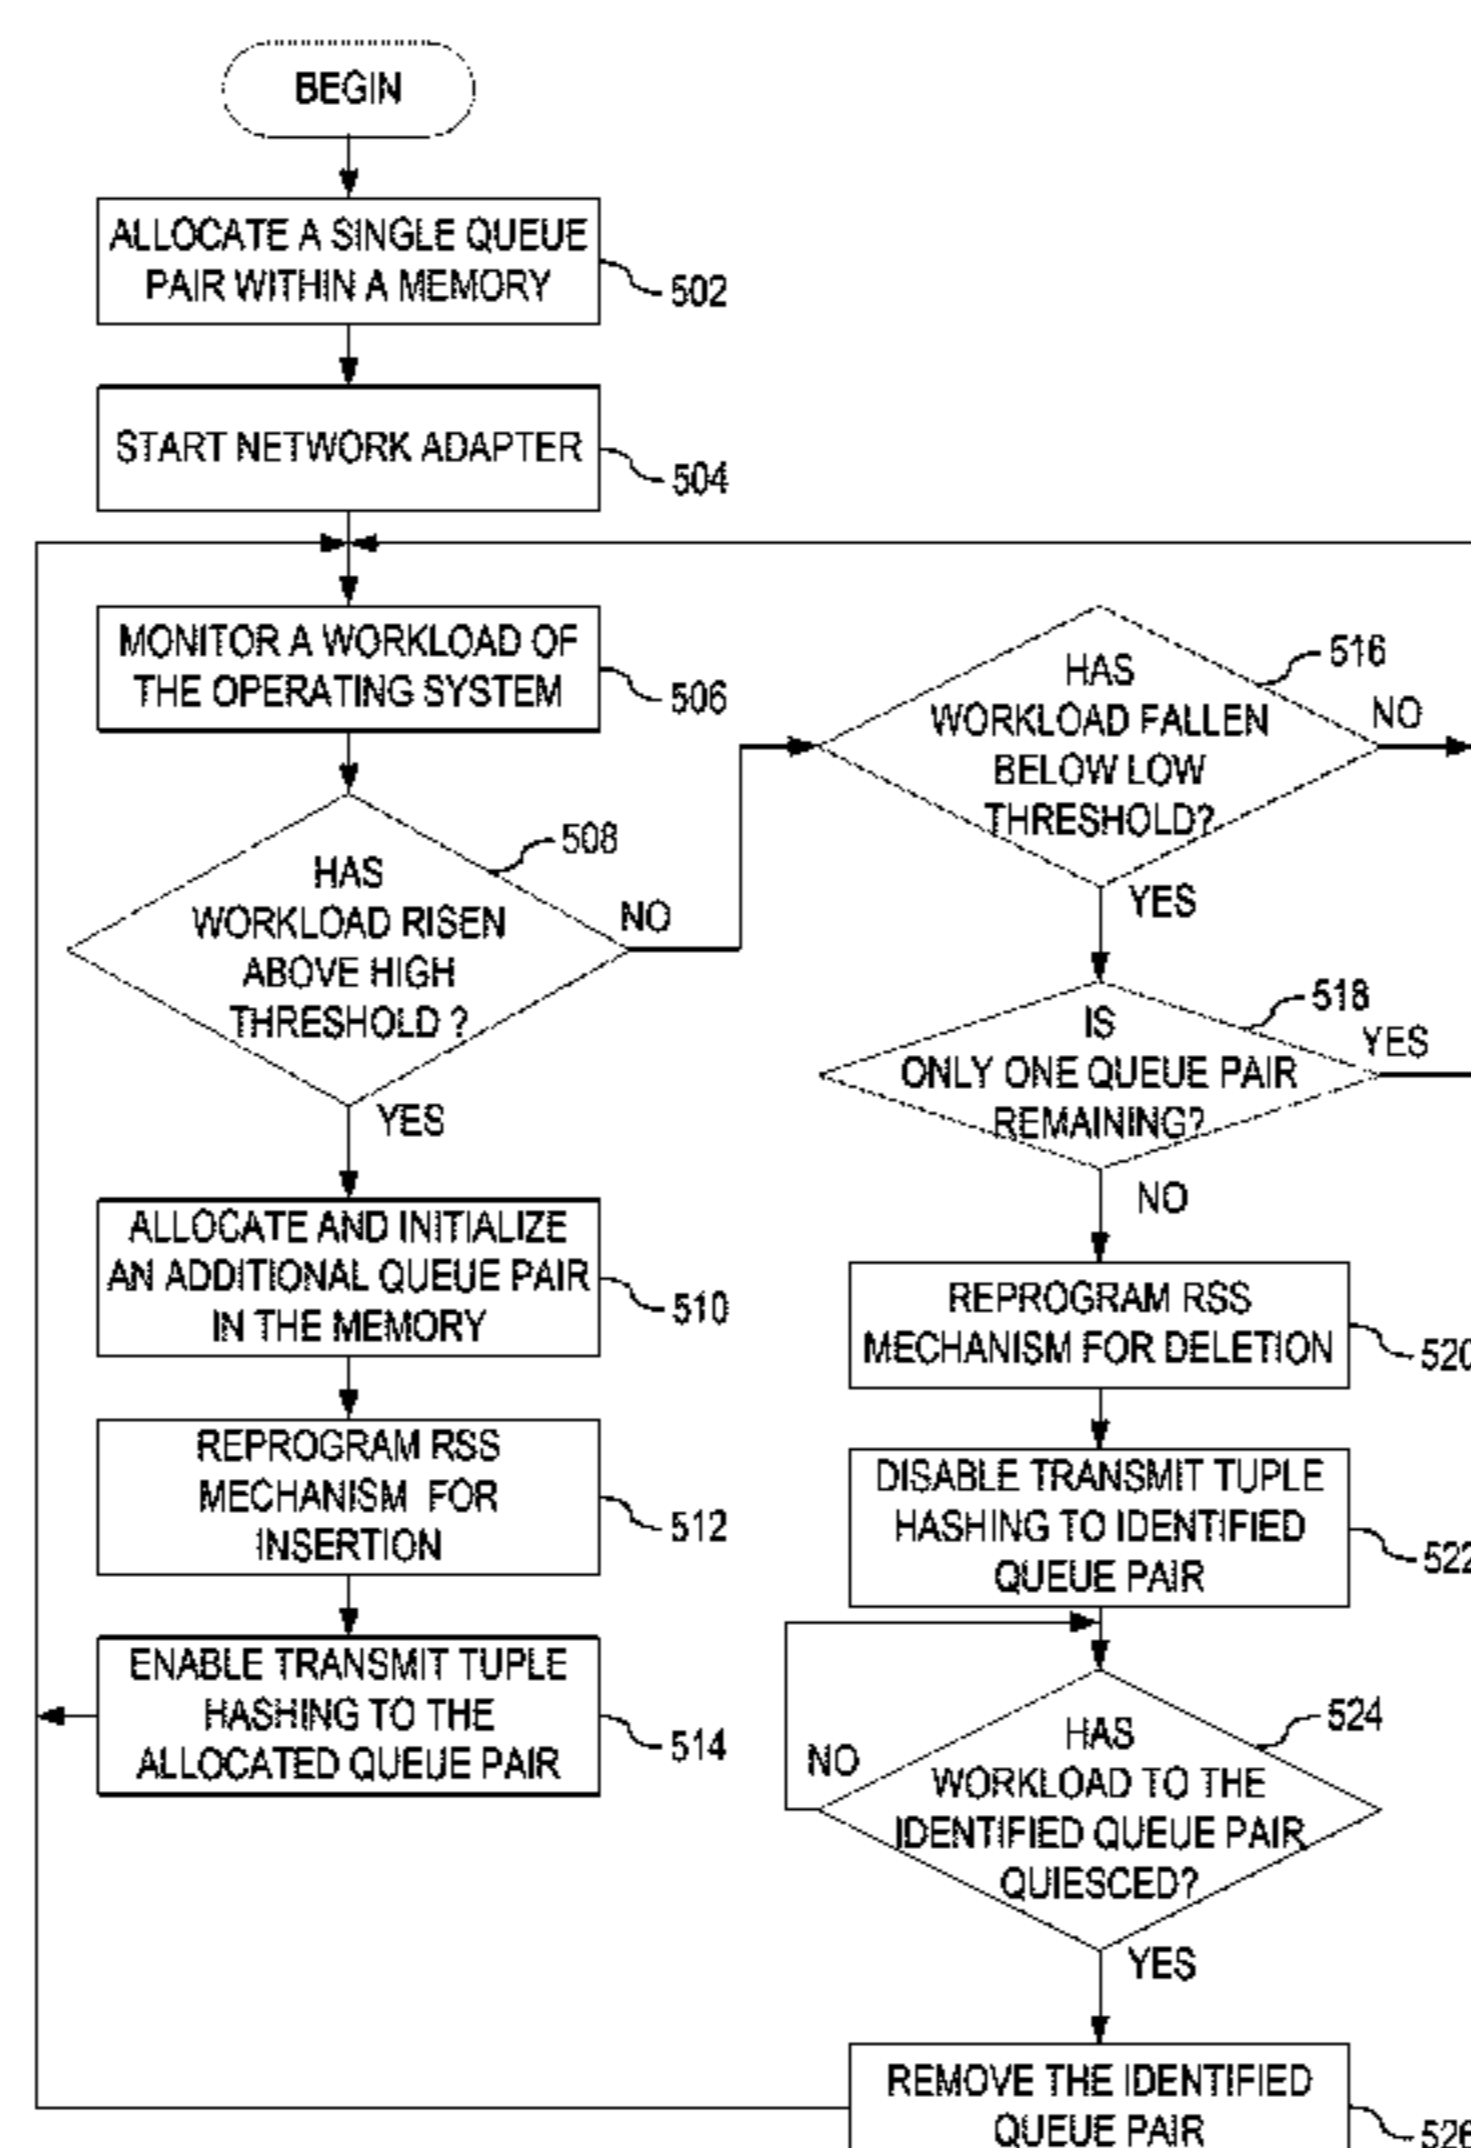 BEGIN
ALLOCATE A SINGLE QUEUE
PAIR WITHIN A MEMORY
502
START NETWORK ADAPTER
504
MONITOR A WORKLOAD OF
THE OPERATING SYSTEM
506
HAS
WORKLOAD RISEN
ABOVE HIGH
THRESHOLD ?
508
NO
YES
ALLOCATE AND INITIALIZE
AN ADDITIONAL QUEUE PAIR
IN THE MEMORY
510
REPROGRAM RSS
MECHANISM FOR
INSERTION
512
ENABLE TRANSMIT TUPLE
HASHING TO THE
ALLOCATED QUEUE PAIR
514
HAS
WORKLOAD FALLEN
BELOW LOW
THRESHOLD?
516
NO
YES
IS
ONLY ONE QUEUE PAIR
REMAINING?
518
YES
NO
REPROGRAM RSS
MECHANISM FOR DELETION
520
DISABLE TRANSMIT TUPLE
HASHING TO IDENTIFIED
QUEUE PAIR
522
HAS
WORKLOAD TO THE
IDENTIFIED QUEUE PAIR
QUIESCED?
524
NO
YES
REMOVE THE IDENTIFIED
QUEUE PAIR
526